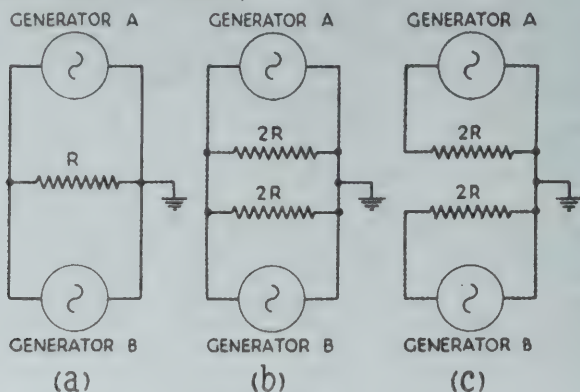 GENERATOR A GENERATOR A GENERATOR A
R 2R 2R
2R 2R
GENERATOR B GENERATOR B GENERATOR B
(a) (b) (c)